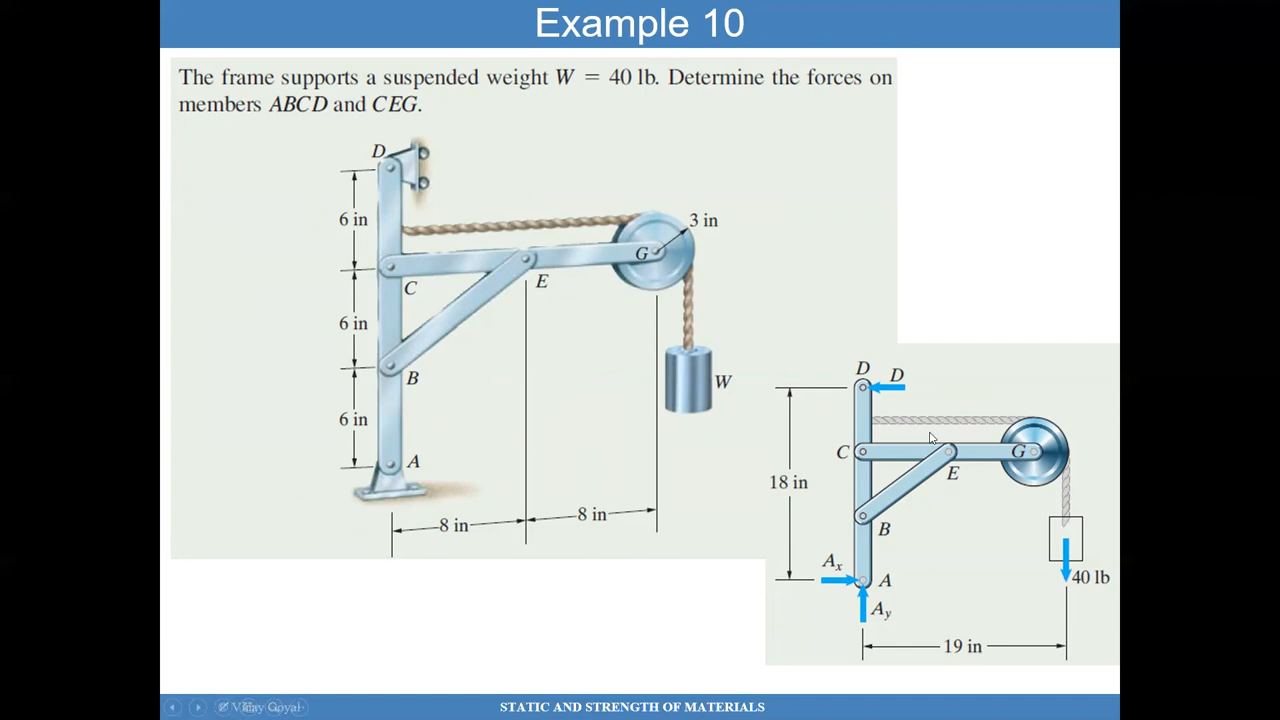 Example 10
The frame supports a suspended weight W = 40 lb. Determine the forces on
members ABCD and CEG.
D
6 in
3 in
G
C
E
6 in
B
W
6 in
A
8 in
8 in
D
D
C
G
E
18 in
B
Ax
A
40 lb
Ay
19 in
STATIC AND STRENGTH OF MATERIALS